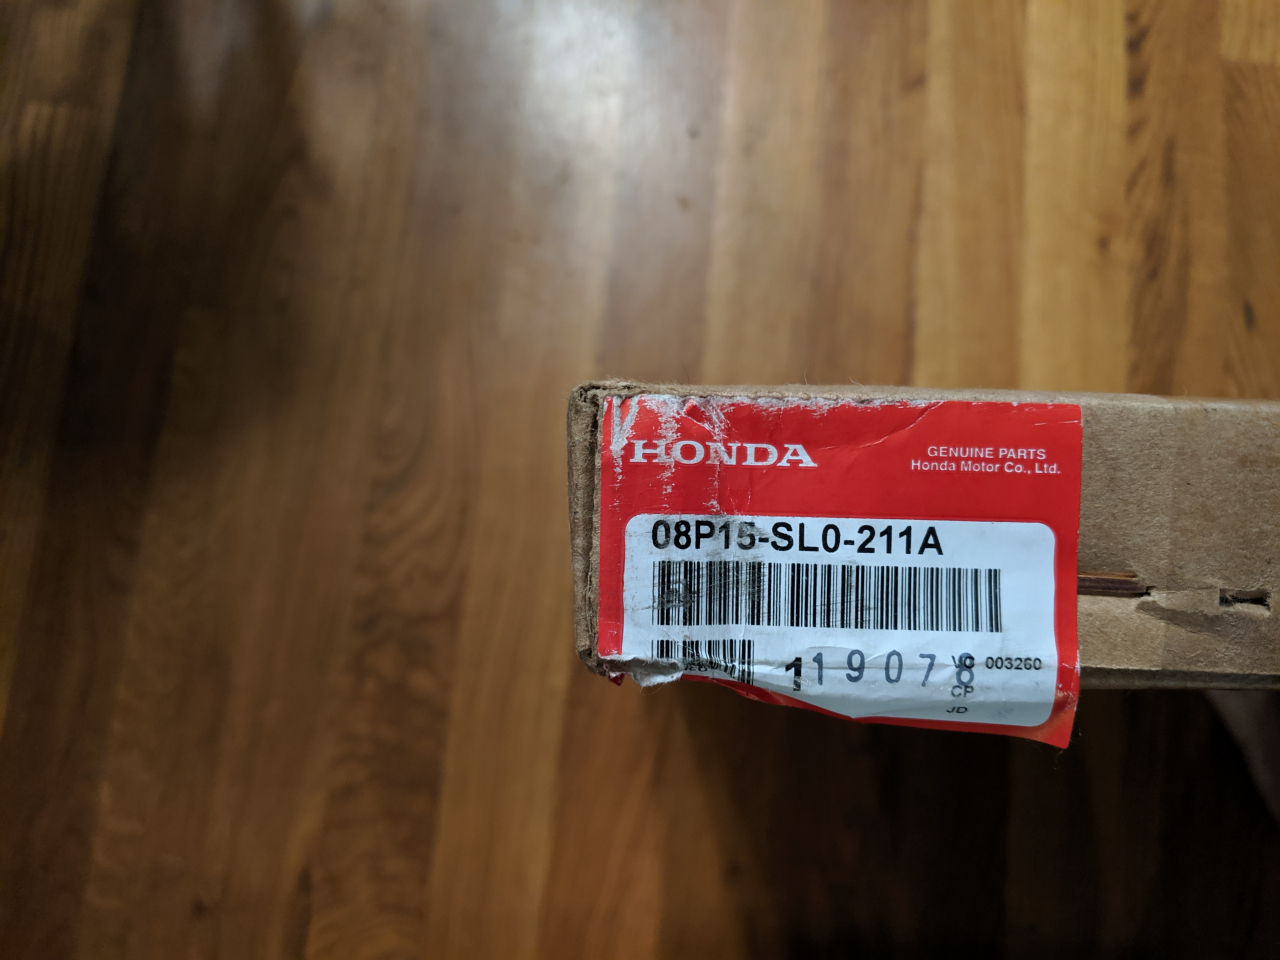 HONDA
GENUINE PARTS
Honda Motor Co., Ltd.
08P15-SL0-211A
119078
003260
CP
JD